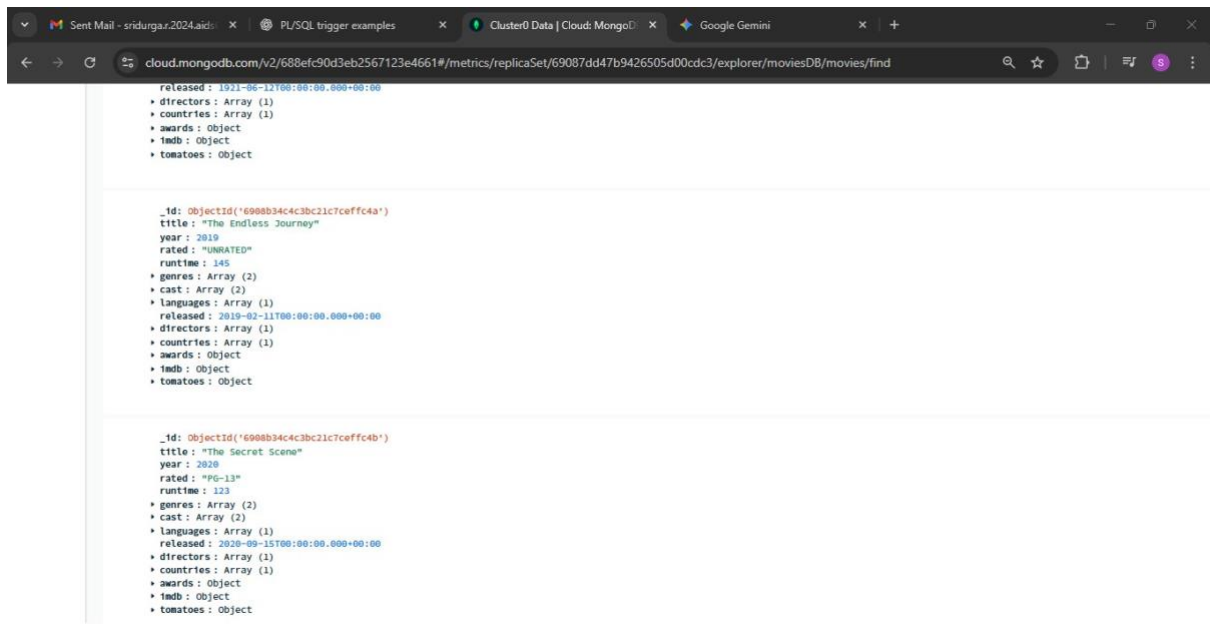 Sent Mail - sridurga.r.2024.aids
PL/SQL trigger examples
Cluster0 Data | Cloud: MongoD
Google Gemini
cloud.mongodb.com/v2/688efc90d3eb2567123e4661#/metrics/replicaSet/69087dd47b9426505d00cdc3/explorer/moviesDB/movies/find
S
released : 1921-06-12T00:00:00.000+00:00
directors : Array (1)
countries : Array (1)
awards : Object
imdb : Object
tomatoes : Object
_id: ObjectId('6908b34c4c3bc21c7ceffc4a')
title : "The Endless Journey"
year : 2019
rated : "UNRATED"
runtime : 145
genres : Array (2)
cast : Array (2)
languages : Array (1)
released : 2019-02-11T00:00:00.000+00:00
directors : Array (1)
countries : Array (1)
awards : Object
imdb : Object
tomatoes : Object
_id: ObjectId('6908b34c4c3bc21c7ceffc4b')
title : "The Secret Scene"
year : 2020
rated : "PG-13"
runtime : 123
genres : Array (2)
cast : Array (2)
languages : Array (1)
released : 2020-09-15T00:00:00.000+00:00
directors : Array (1)
countries : Array (1)
awards : Object
imdb : Object
tomatoes : Object